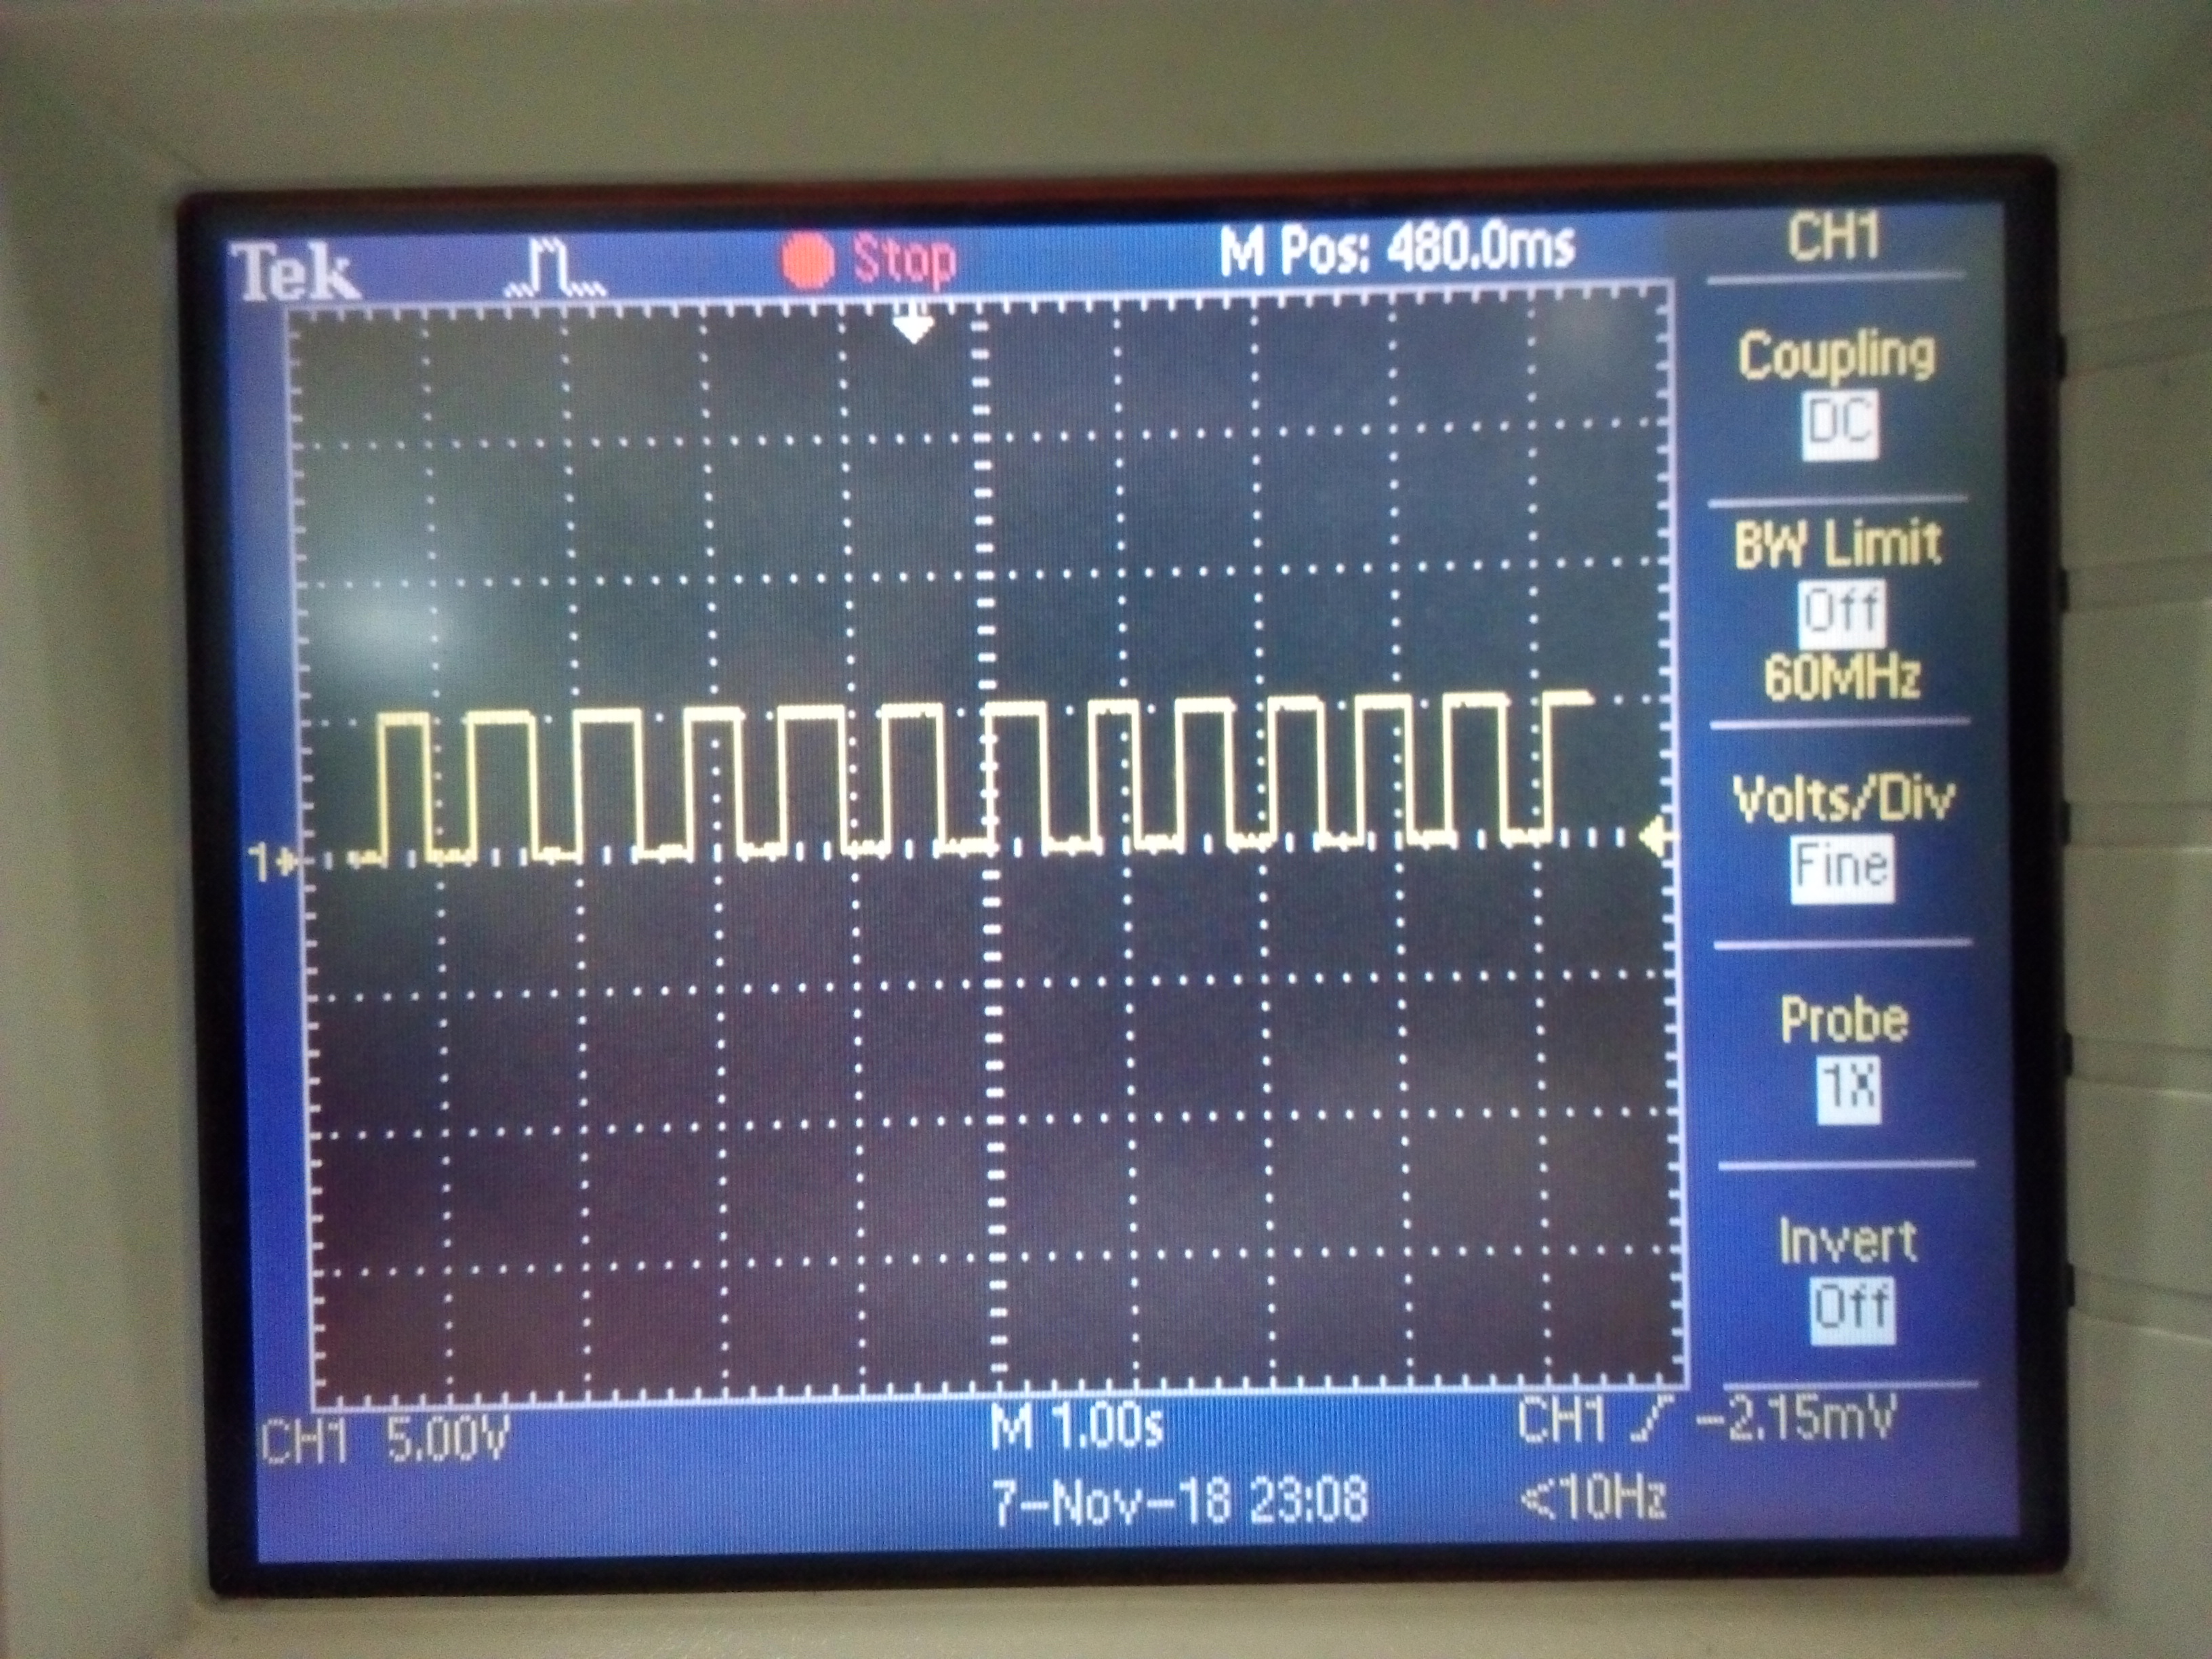 Tek Stop M Pos: 480.0ms CH1
Coupling
DC
BW Limit
Off
60MHz
Volts/Div
Fine
1
Probe
1X
Invert
Off
CH1 5.00V M 1.00s CH1 -2.15mV
7-Nov-18 23:08 <10Hz